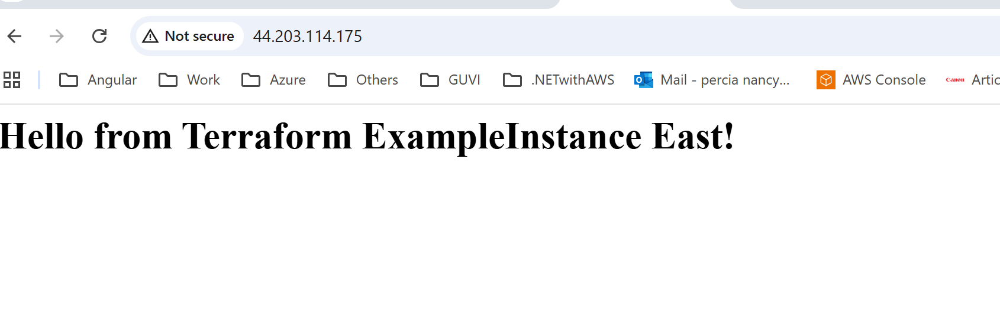 Not secure 44.203.114.175
Angular Work Azure Others GUVI .NETwithAWS Mail - percia nancy... AWS Console Canon Artic
Hello from Terraform ExampleInstance East!